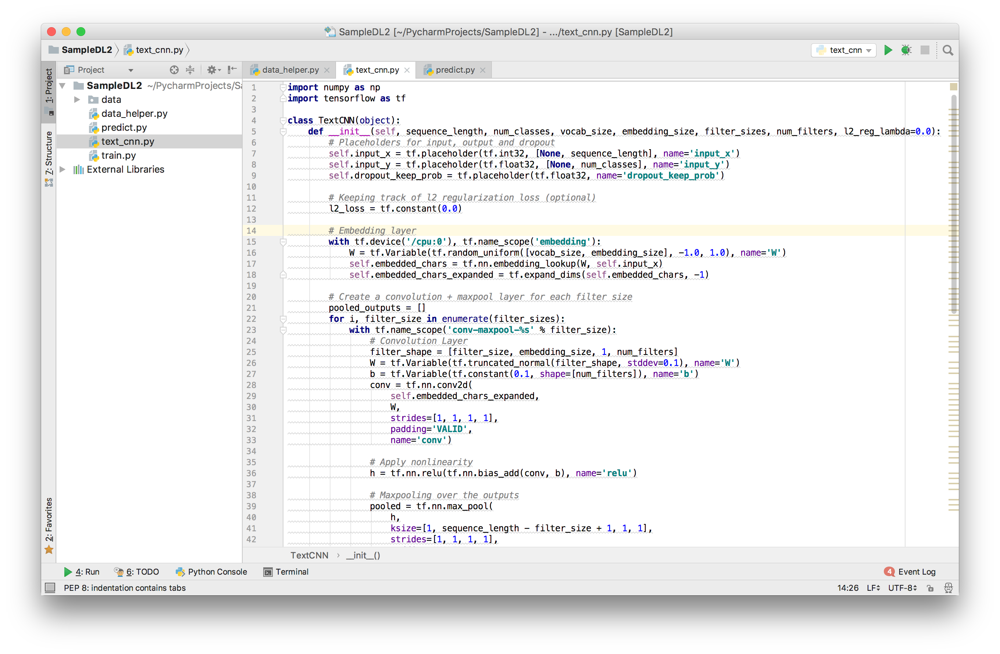 SampleDL2 [~/PycharmProjects/SampleDL2] - .../text_cnn.py [SampleDL2]
SampleDL2 text_cnn.py text_cnn
1: Project
7: Structure
2: Favorites
Project
SampleDL2 ~/PycharmProjects/Sa
data
data_helper.py
predict.py
text_cnn.py
train.py
External Libraries
data_helper.py text_cnn.py predict.py
1 import numpy as np
2 import tensorflow as tf
3
4 class TextCNN(object):
5     def __init__(self, sequence_length, num_classes, vocab_size, embedding_size, filter_sizes, num_filters, l2_reg_lambda=0.0):
6         # Placeholders for input, output and dropout
7         self.input_x = tf.placeholder(tf.int32, [None, sequence_length], name='input_x')
8         self.input_y = tf.placeholder(tf.float32, [None, num_classes], name='input_y')
9         self.dropout_keep_prob = tf.placeholder(tf.float32, name='dropout_keep_prob')
10
11         # Keeping track of l2 regularization loss (optional)
12         l2_loss = tf.constant(0.0)
13
14         # Embedding layer
15         with tf.device('/cpu:0'), tf.name_scope('embedding'):
16             W = tf.Variable(tf.random_uniform([vocab_size, embedding_size], -1.0, 1.0), name='W')
17             self.embedded_chars = tf.nn.embedding_lookup(W, self.input_x)
18             self.embedded_chars_expanded = tf.expand_dims(self.embedded_chars, -1)
19
20         # Create a convolution + maxpool layer for each filter size
21         pooled_outputs = []
22         for i, filter_size in enumerate(filter_sizes):
23             with tf.name_scope('conv-maxpool-%s' % filter_size):
24                 # Convolution Layer
25                 filter_shape = [filter_size, embedding_size, 1, num_filters]
26                 W = tf.Variable(tf.truncated_normal(filter_shape, stddev=0.1), name='W')
27                 b = tf.Variable(tf.constant(0.1, shape=[num_filters]), name='b')
28                 conv = tf.nn.conv2d(
29                     self.embedded_chars_expanded,
30                     W,
31                     strides=[1, 1, 1, 1],
32                     padding='VALID',
33                     name='conv')
34
35                 # Apply nonlinearity
36                 h = tf.nn.relu(tf.nn.bias_add(conv, b), name='relu')
37
38                 # Maxpooling over the outputs
39                 pooled = tf.nn.max_pool(
40                     h,
41                     ksize=[1, sequence_length - filter_size + 1, 1, 1],
42                     strides=[1, 1, 1, 1],
TextCNN › __init__()
4: Run 6: TODO Python Console Terminal 4 Event Log
PEP 8: indentation contains tabs 14:26 LF UTF-8